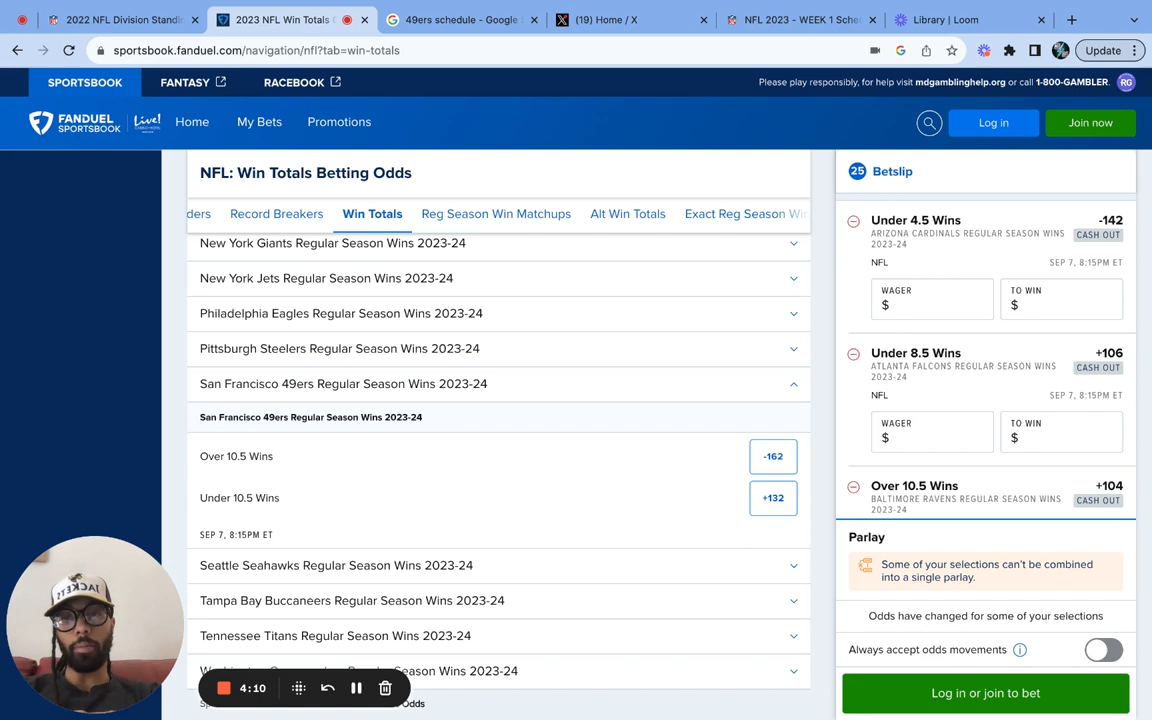 2022 NFL Division Standin
2023 NFL Win Totals
49ers schedule - Google
(19) Home / X
NFL 2023 - WEEK 1 Sche
Library | Loom
sportsbook.fanduel.com/navigation/nfl?tab=win-totals
Update
SPORTSBOOK
FANTASY
RACEBOOK
Please play responsibly, for help visit mdgamblinghelp.org or call 1-800-GAMBLER.
RG
FANDUEL
SPORTSBOOK
Live!
Home
My Bets
Promotions
Log in
Join now
NFL: Win Totals Betting Odds
ders
Record Breakers
Win Totals
Reg Season Win Matchups
Alt Win Totals
Exact Reg Season Wi
New York Giants Regular Season Wins 2023-24
New York Jets Regular Season Wins 2023-24
Philadelphia Eagles Regular Season Wins 2023-24
Pittsburgh Steelers Regular Season Wins 2023-24
San Francisco 49ers Regular Season Wins 2023-24
San Francisco 49ers Regular Season Wins 2023-24
Over 10.5 Wins
-162
Under 10.5 Wins
+132
SEP 7, 8:15PM ET
Seattle Seahawks Regular Season Wins 2023-24
Tampa Bay Buccaneers Regular Season Wins 2023-24
Tennessee Titans Regular Season Wins 2023-24
Regular Season Wins 2023-24
Odds
4:10
JACKETS
25 Betslip
Under 4.5 Wins
-142
ARIZONA CARDINALS REGULAR SEASON WINS
2023-24
CASH OUT
NFL
SEP 7, 8:15PM ET
WAGER
$
TO WIN
$
Under 8.5 Wins
+106
ATLANTA FALCONS REGULAR SEASON WINS
2023-24
CASH OUT
NFL
SEP 7, 8:15PM ET
WAGER
$
TO WIN
$
Over 10.5 Wins
+104
BALTIMORE RAVENS REGULAR SEASON WINS
2023-24
CASH OUT
Parlay
Some of your selections can't be combined
into a single parlay.
Odds have changed for some of your selections
Always accept odds movements
Log in or join to bet